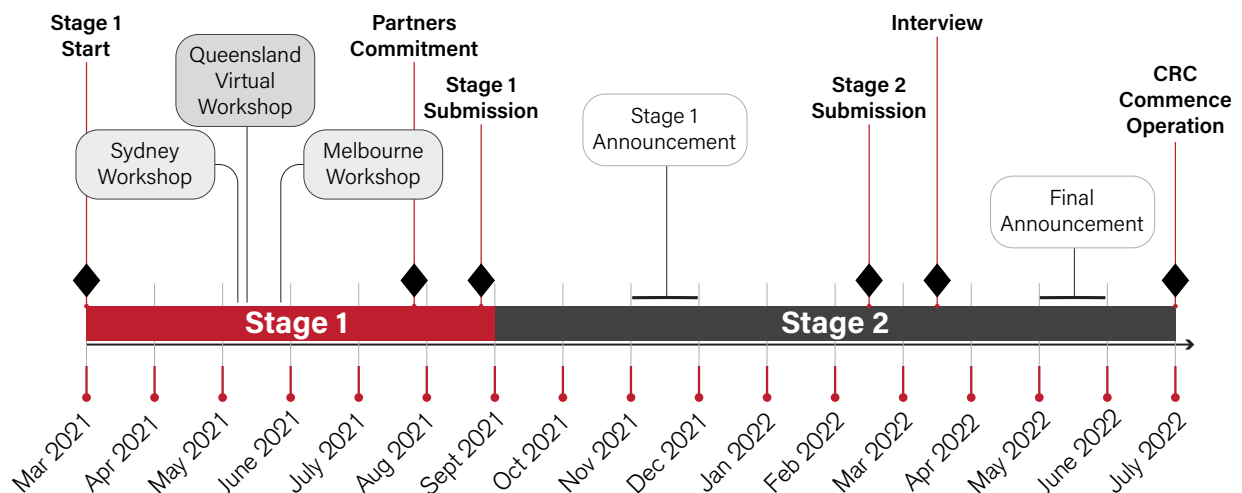 Stage 1
Start
Queensland
Virtual
Workshop
Partners
Commitment
Interview
Stage 1
Submission
Stage 2
Submission
CRC
Commence
Operation
Sydney
Workshop
Melbourne
Workshop
Stage 1
Announcement
Final
Announcement
Stage 1
Stage 2
Mar 2021
Apr 2021
May 2021
June 2021
July 2021
Aug 2021
Sept 2021
Oct 2021
Nov 2021
Dec 2021
Jan 2022
Feb 2022
Mar 2022
Apr 2022
May 2022
June 2022
July 2022